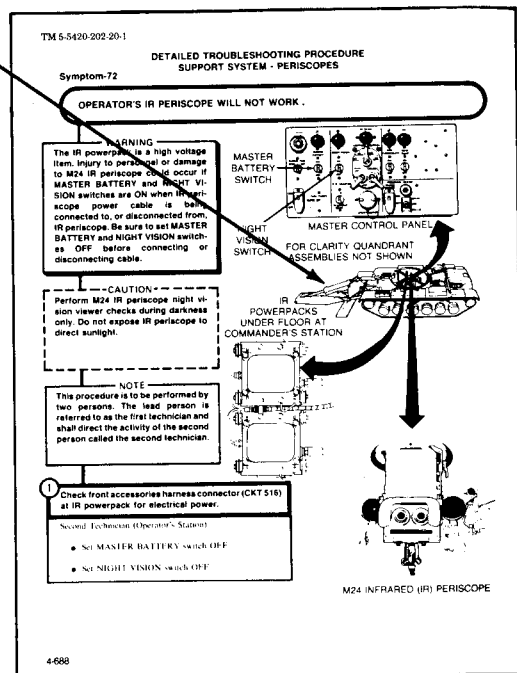 TM 5-5420-202-20-1
DETAILED TROUBLESHOOTING PROCEDURE
SUPPORT SYSTEM - PERISCOPES
Symptom-72
OPERATOR'S IR PERISCOPE WILL NOT WORK .
WARNING
The IR powerpack is a high voltage
item. Injury to personnel or damage
to M24 IR periscope could occur if
MASTER BATTERY and NIGHT VI-
SION switches are ON when IR peri-
scope power cable is being
connected to, or disconnected from,
IR periscope. Be sure to set MASTER
BATTERY and NIGHT VISION switch-
es OFF before connecting or
disconnecting cable.
CAUTION
Perform M24 IR periscope night vi-
sion viewer checks during darkness
only. Do not expose IR periscope to
direct sunlight.
NOTE
This procedure is to be performed by
two persons. The lead person is
referred to as the first technician and
shall direct the activity of the second
person called the second technician.
1
Check front accessories harness connector (CKT 516)
at IR powerpack for electrical power.
Second Technician (Operator's Station)
● Set MASTER BATTERY switch OFF
● Set NIGHT VISION switch OFF
MASTER
BATTERY
SWITCH
NIGHT
VISION
SWITCH
MASTER CONTROL PANEL
FOR CLARITY QUADRANT
ASSEMBLIES NOT SHOWN
IR
POWERPACKS
UNDER FLOOR AT
COMMANDER'S STATION
M24 INFRARED (IR) PERISCOPE
4-688